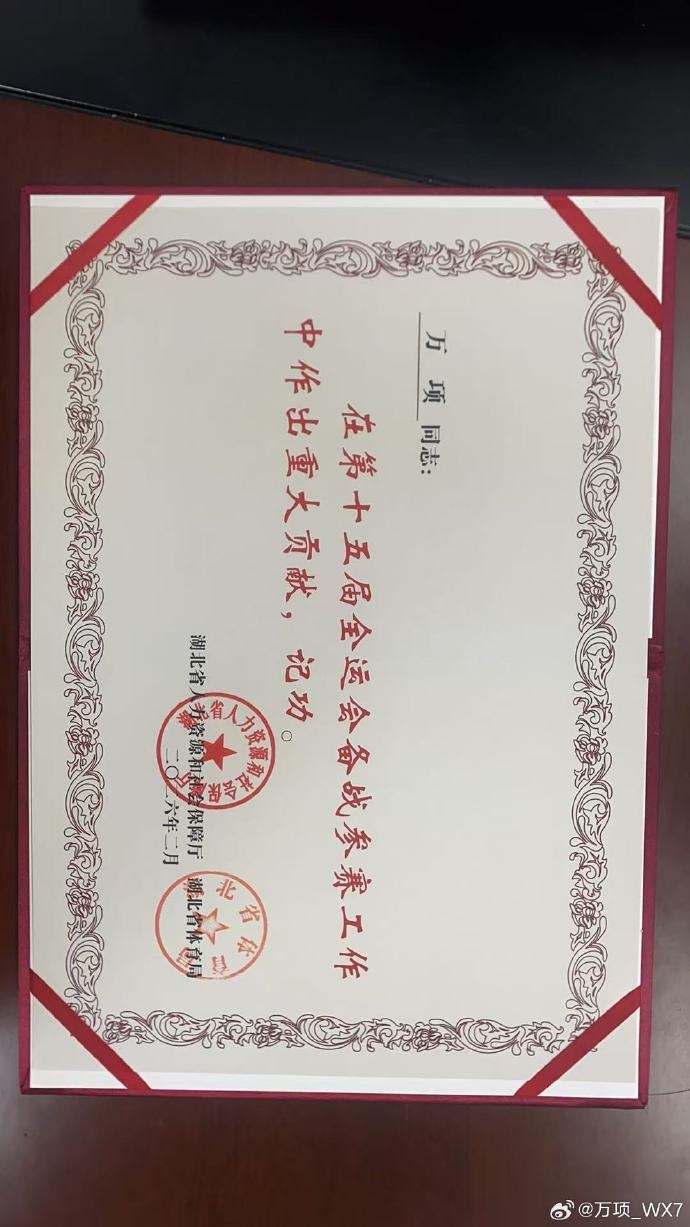 万项 同志：
在第十五届全运会备战参赛工作
中作出重大贡献，记功。
湖北省人力资源和社会保障厅 湖北省体育局
二〇二六年二月
@万项_WX7